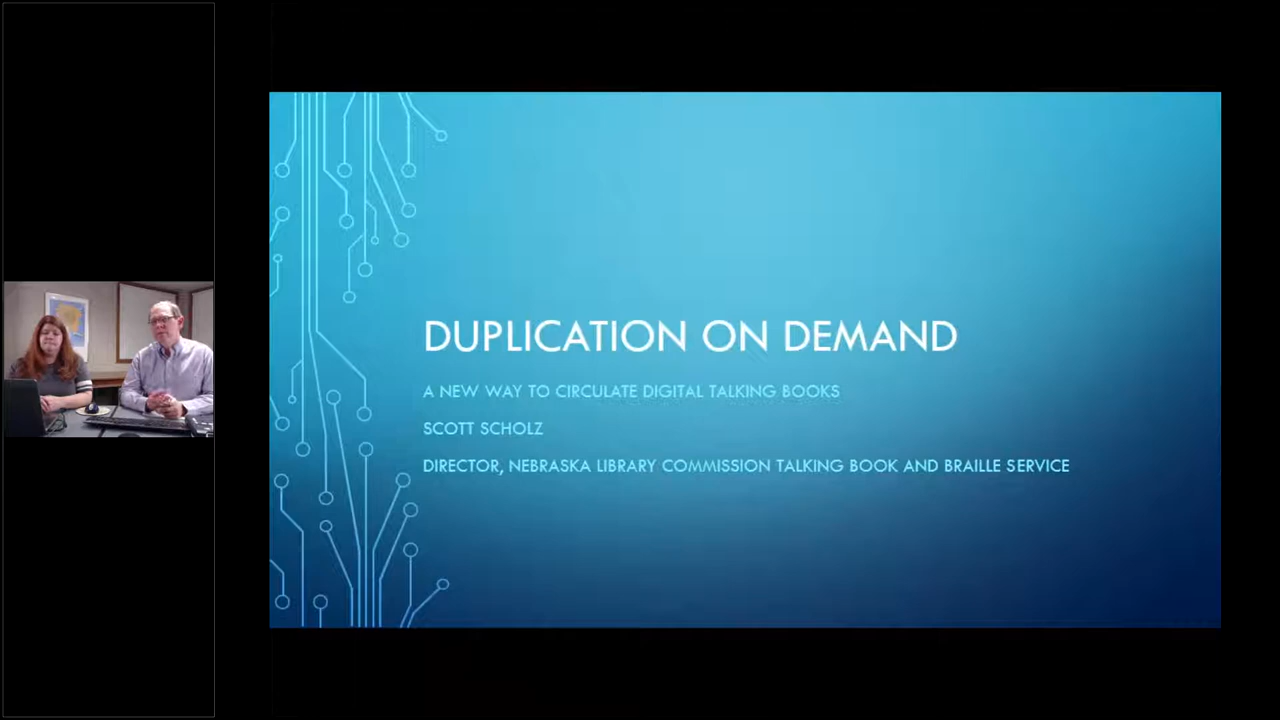 DUPLICATION ON DEMAND
A NEW WAY TO CIRCULATE DIGITAL TALKING BOOKS
SCOTT SCHOLZ
DIRECTOR, NEBRASKA LIBRARY COMMISSION TALKING BOOK AND BRAILLE SERVICE